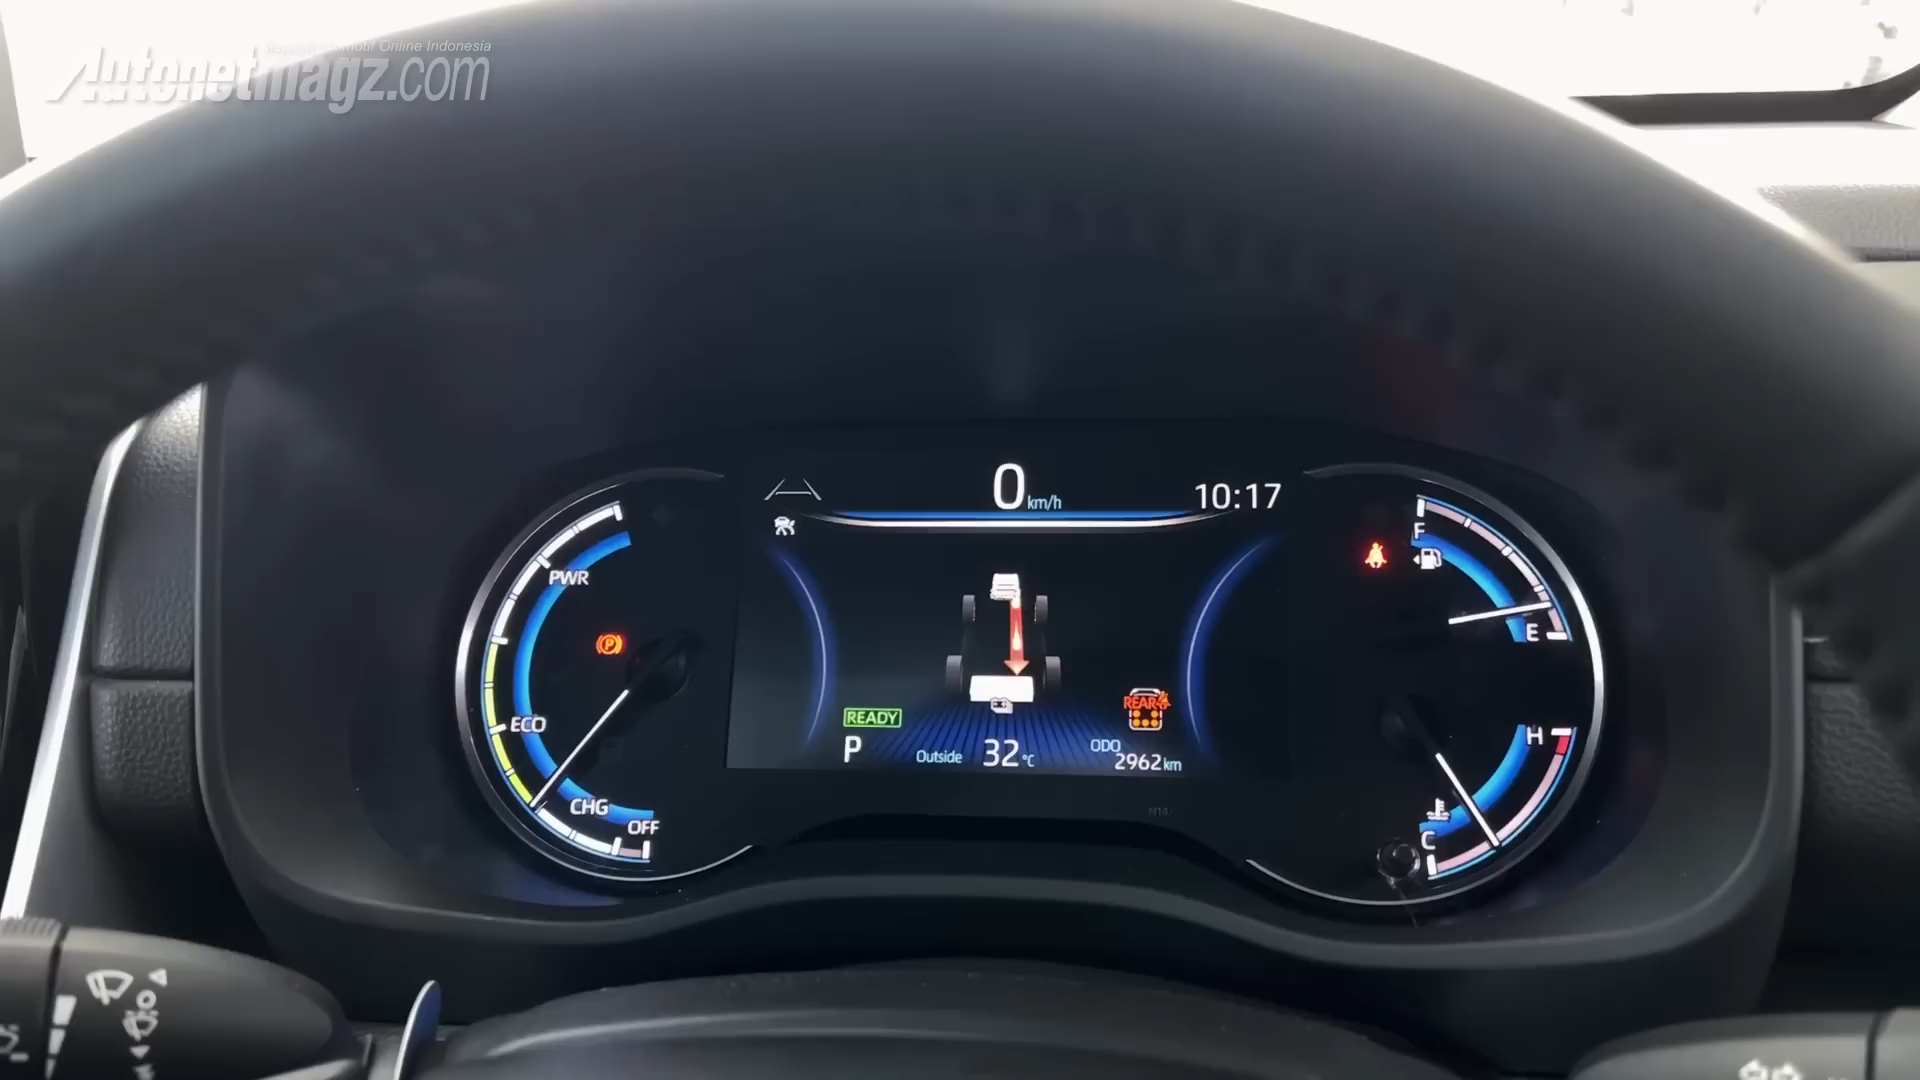 Otomotif Online Indonesia
Autonetmagz.com
0 km/h
10:17
PWR
ECO
CHG
OFF
P
READY
P
Outside 32°C
REAR
ODO
2962 km
F
E
H
C